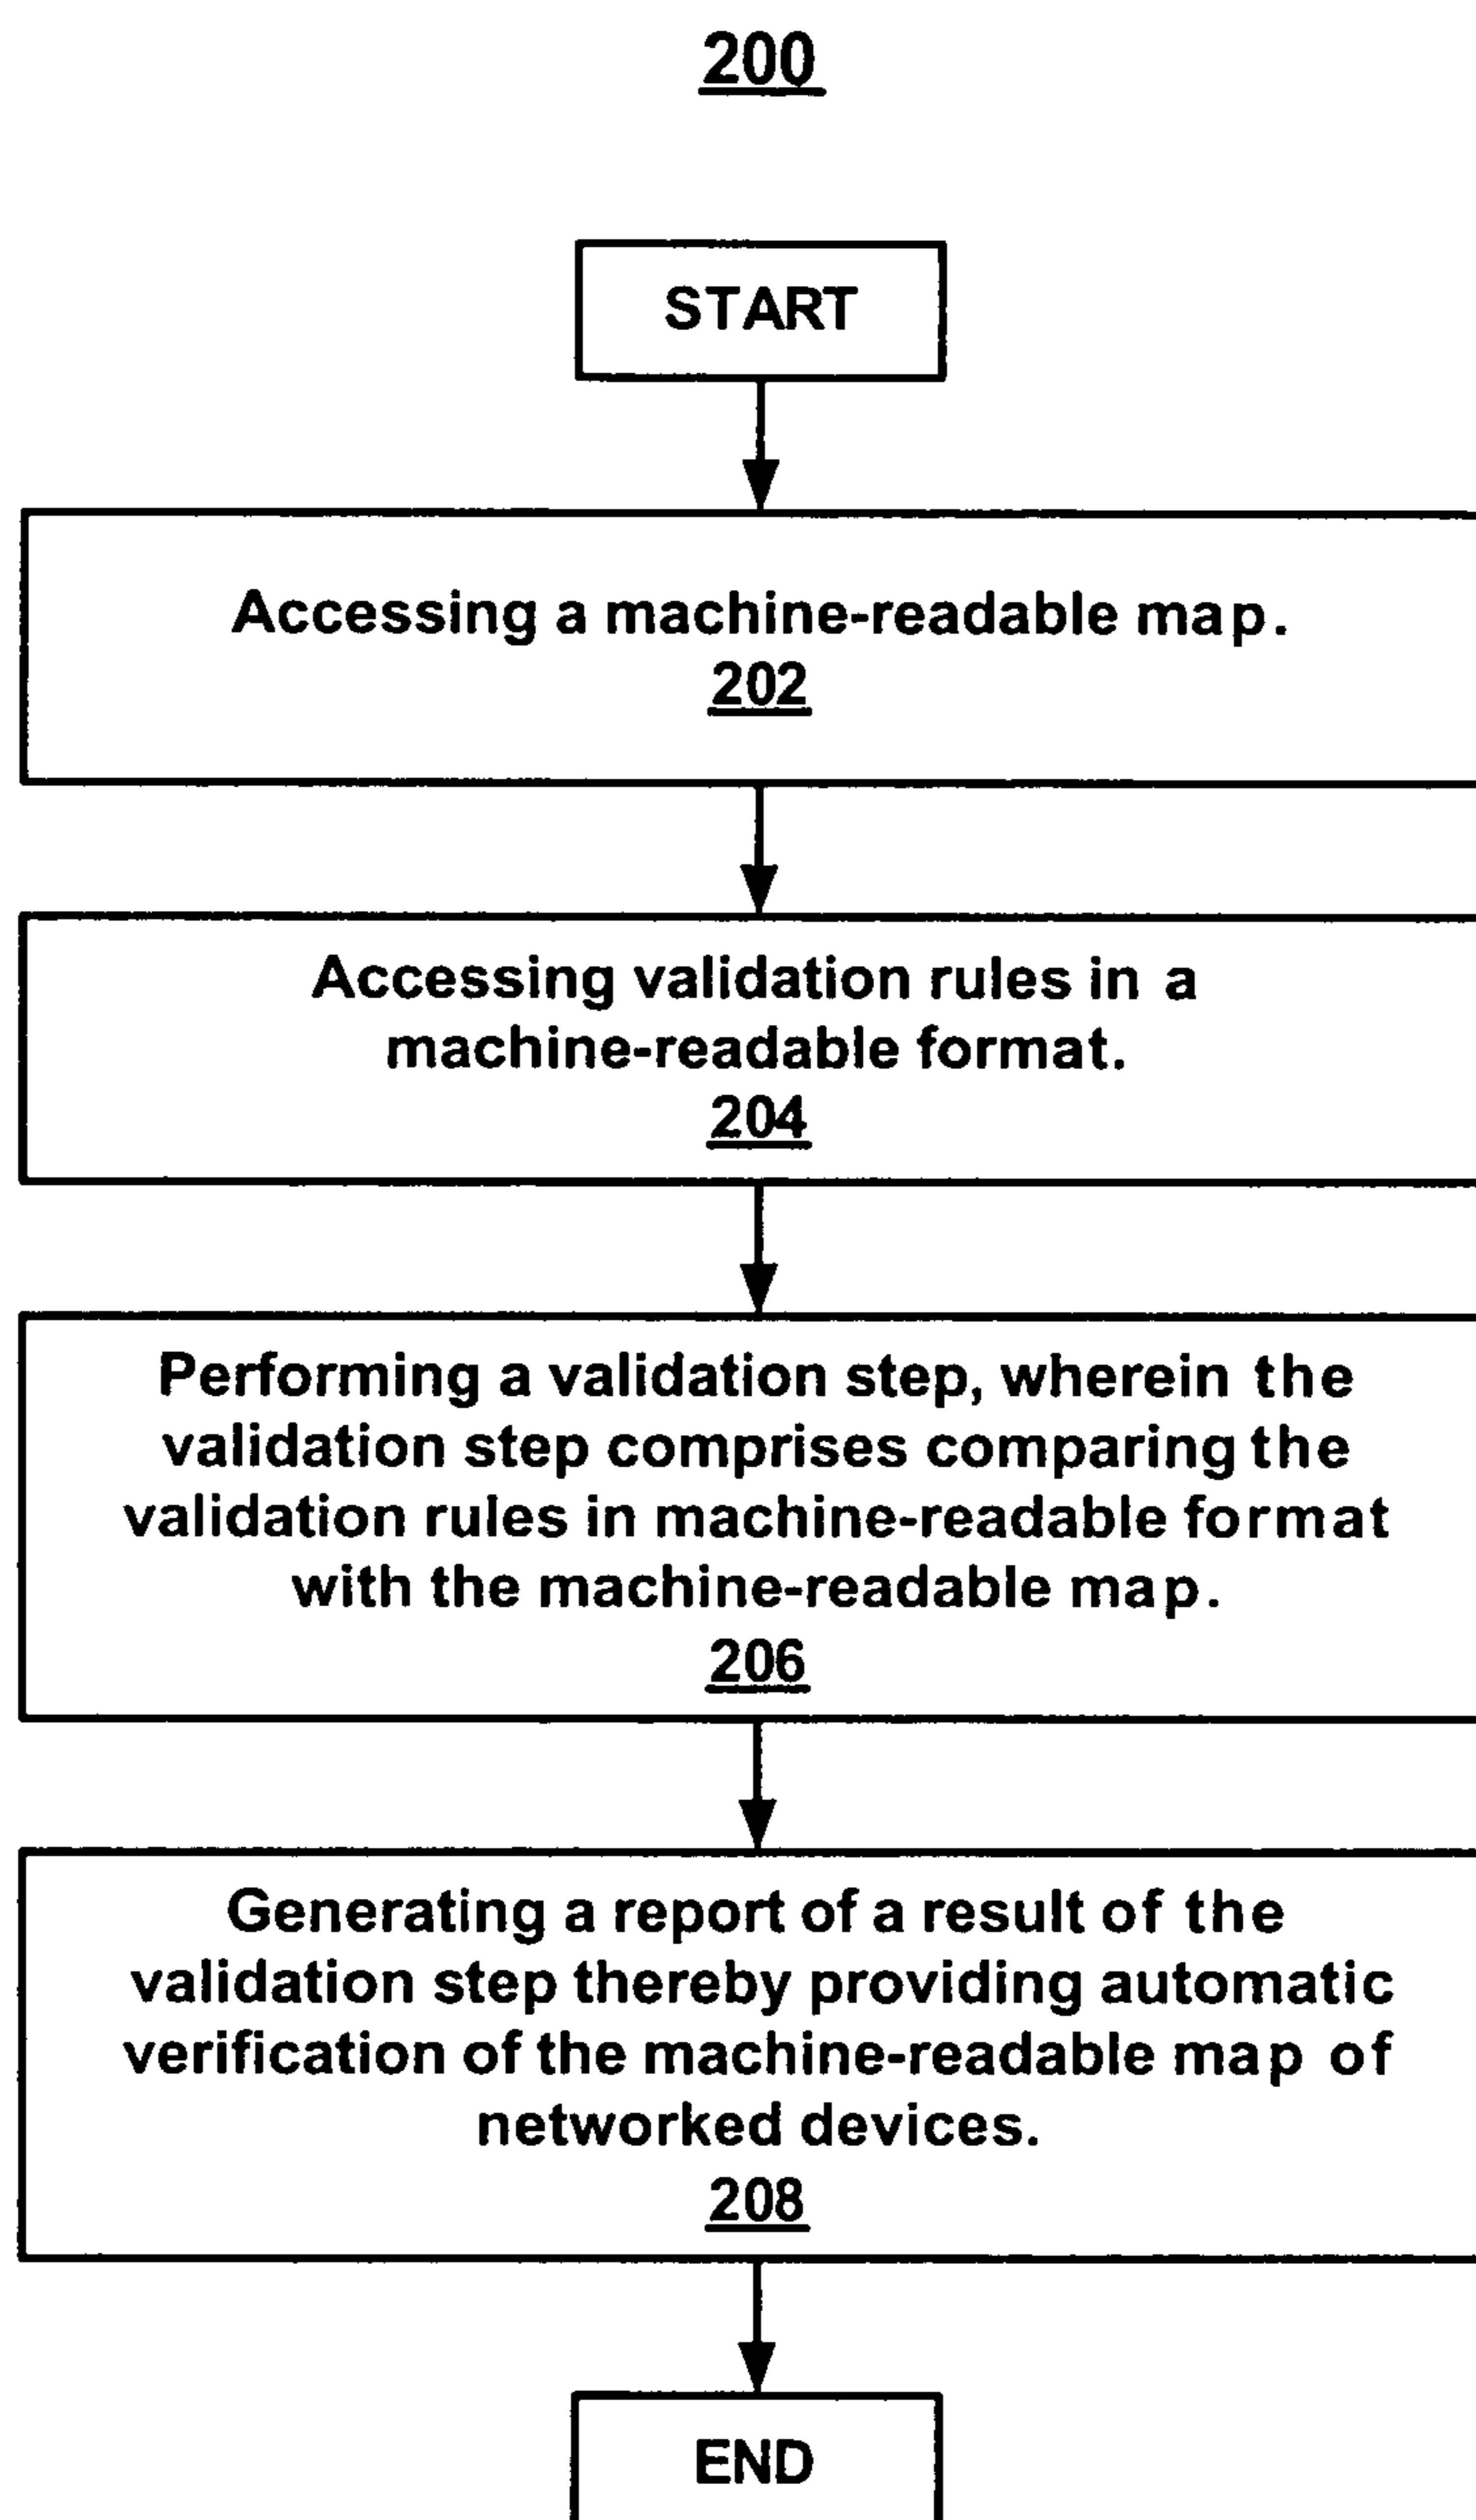 200
START
Accessing a machine-readable map.
202
Accessing validation rules in a
machine-readable format.
204
Performing a validation step, wherein the
validation step comprises comparing the
validation rules in machine-readable format
with the machine-readable map.
206
Generating a report of a result of the
validation step thereby providing automatic
verification of the machine-readable map of
networked devices.
208
END